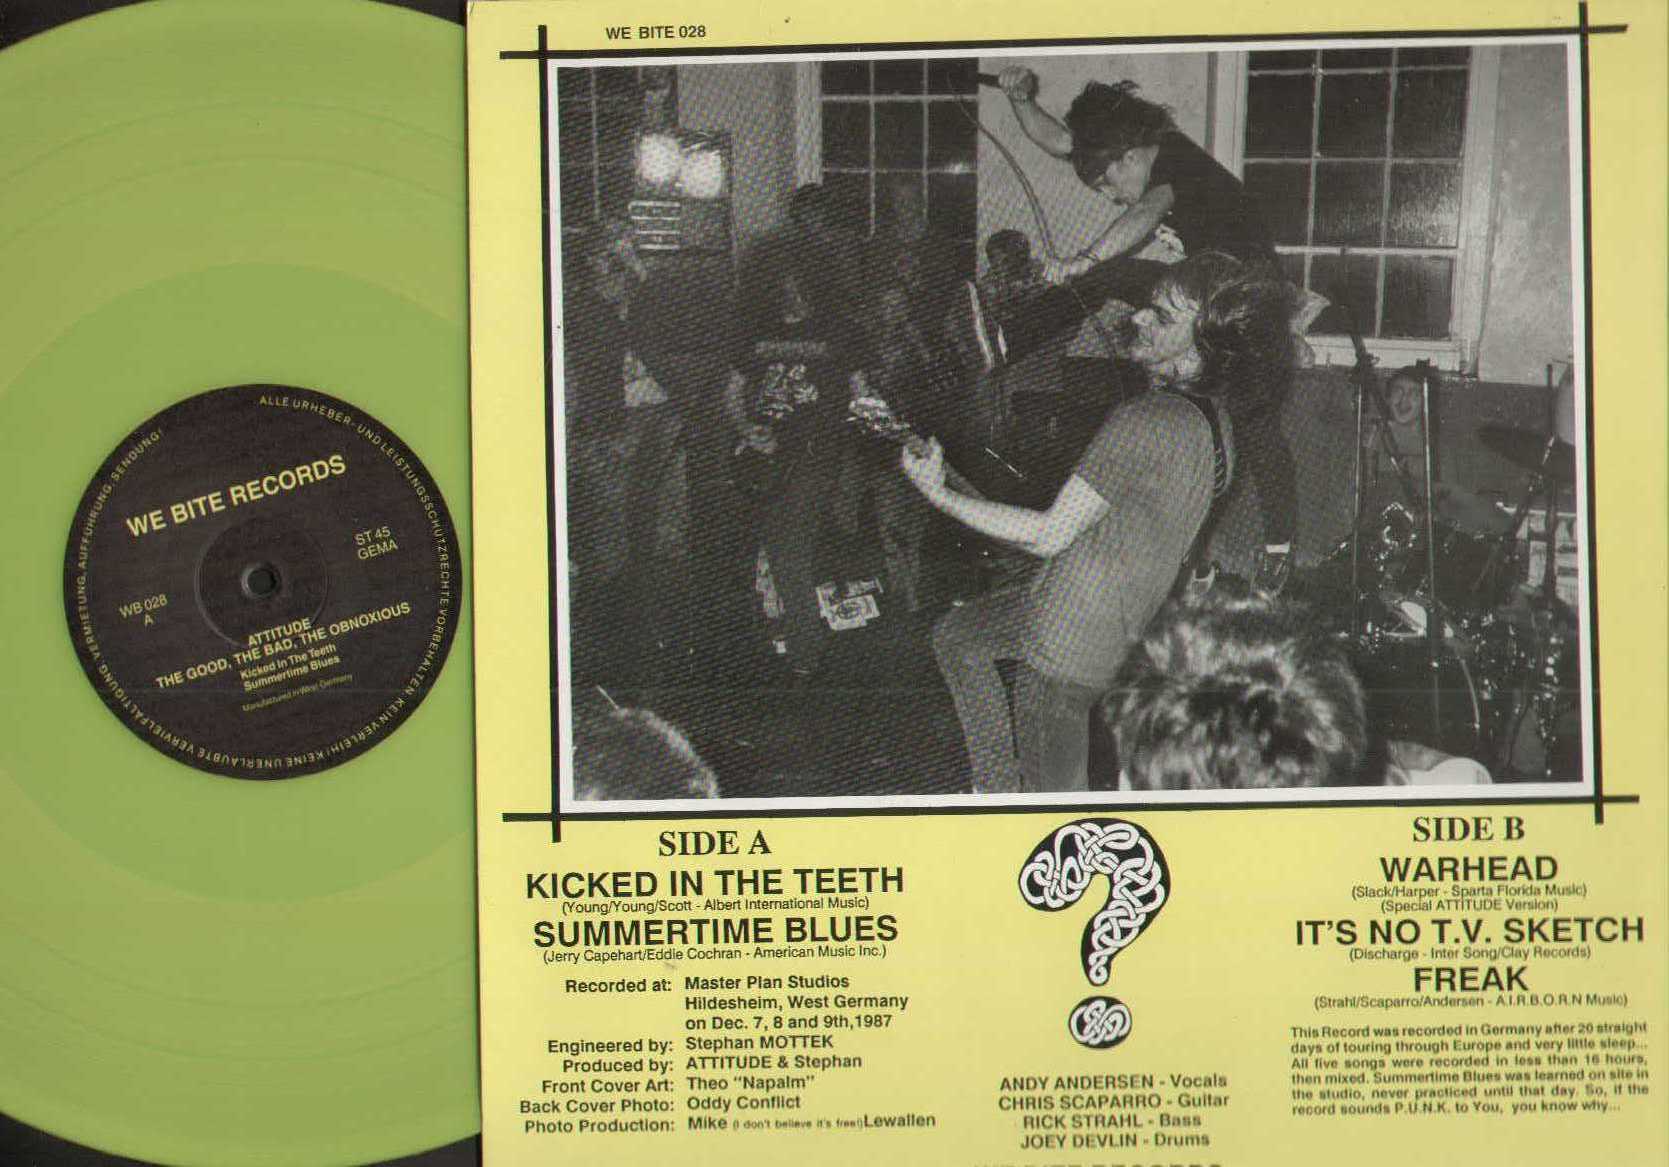 WE BITE 028
ALLE URHEBER- UND LEISTUNGSSCHUTZRECHTE VORBEHALTEN. KEIN VERLEIH! KEINE UNERLAUBTE VERVIELFÄLTIGUNG, VERMIETUNG, AUFFÜHRUNG, SENDUNG!
WE BITE RECORDS
ST 45
GEMA
WB 028
A
ATTITUDE
THE GOOD, THE BAD, THE OBNOXIOUS
Kicked In The Teeth
Summertime Blues
Manufactured in West Germany
SIDE A
KICKED IN THE TEETH
(Young/Young/Scott - Albert International Music)
SUMMERTIME BLUES
(Jerry Capehart/Eddie Cochran - American Music Inc.)
Recorded at: Master Plan Studios
Hildesheim, West Germany
on Dec. 7, 8 and 9th,1987
Engineered by: Stephan MOTTEK
Produced by: ATTITUDE & Stephan
Front Cover Art: Theo "Napalm"
Back Cover Photo: Oddy Conflict
Photo Production: Mike (I don't believe it's free!) Lewallen
ANDY ANDERSEN - Vocals
CHRIS SCAPARRO - Guitar
RICK STRAHL - Bass
JOEY DEVLIN - Drums
WE BITE RECORDS
SIDE B
WARHEAD
(Slack/Harper - Sparta Florida Music)
(Special ATTITUDE Version)
IT'S NO T.V. SKETCH
(Discharge - Inter Song/Clay Records)
FREAK
(Strahl/Scaparro/Andersen - A.I.R.B.O.R.N Music)
This Record was recorded in Germany after 20 straight
days of touring through Europe and very little sleep...
All five songs were recorded in less than 16 hours,
then mixed. Summertime Blues was learned on site in
the studio, never practiced until that day. So, if the
record sounds P.U.N.K. to You, you know why...